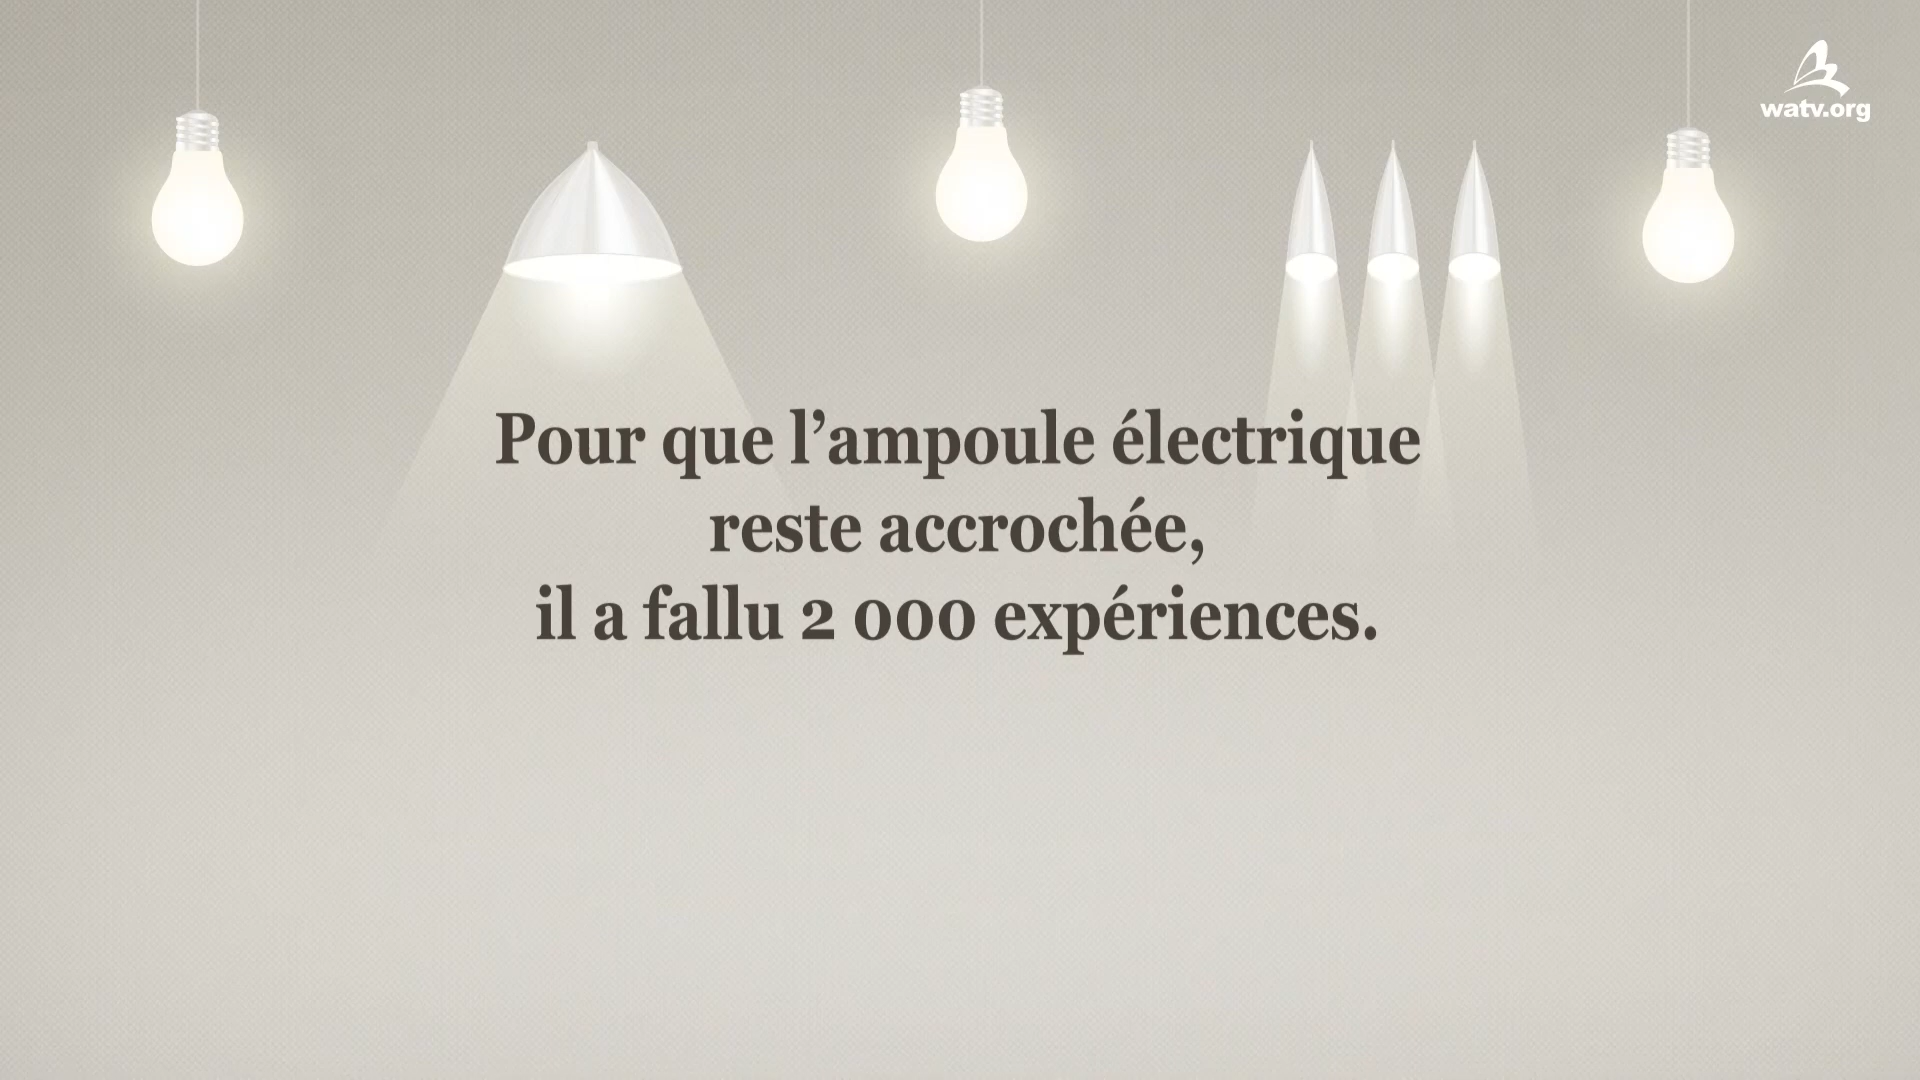 watv.org
Pour que l’ampoule électrique
reste accrochée,
il a fallu 2 000 expériences.